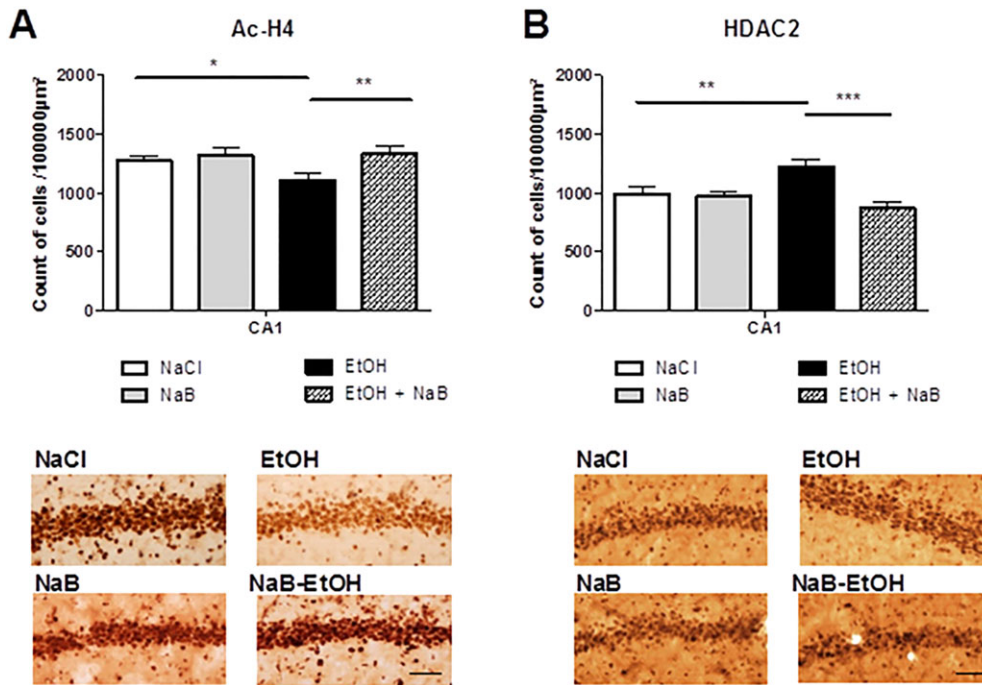 A
Ac-H4
Count of cells /100000µm²
2000
1500
1000
500
0
*
**
CA1
NaCl
EtOH
NaB
EtOH + NaB
NaCl
EtOH
NaB
NaB-EtOH
B
HDAC2
Count of cells/100000µm²
2000
1500
1000
500
0
**
***
CA1
NaCl
EtOH
NaB
EtOH + NaB
NaCl
EtOH
NaB
NaB-EtOH